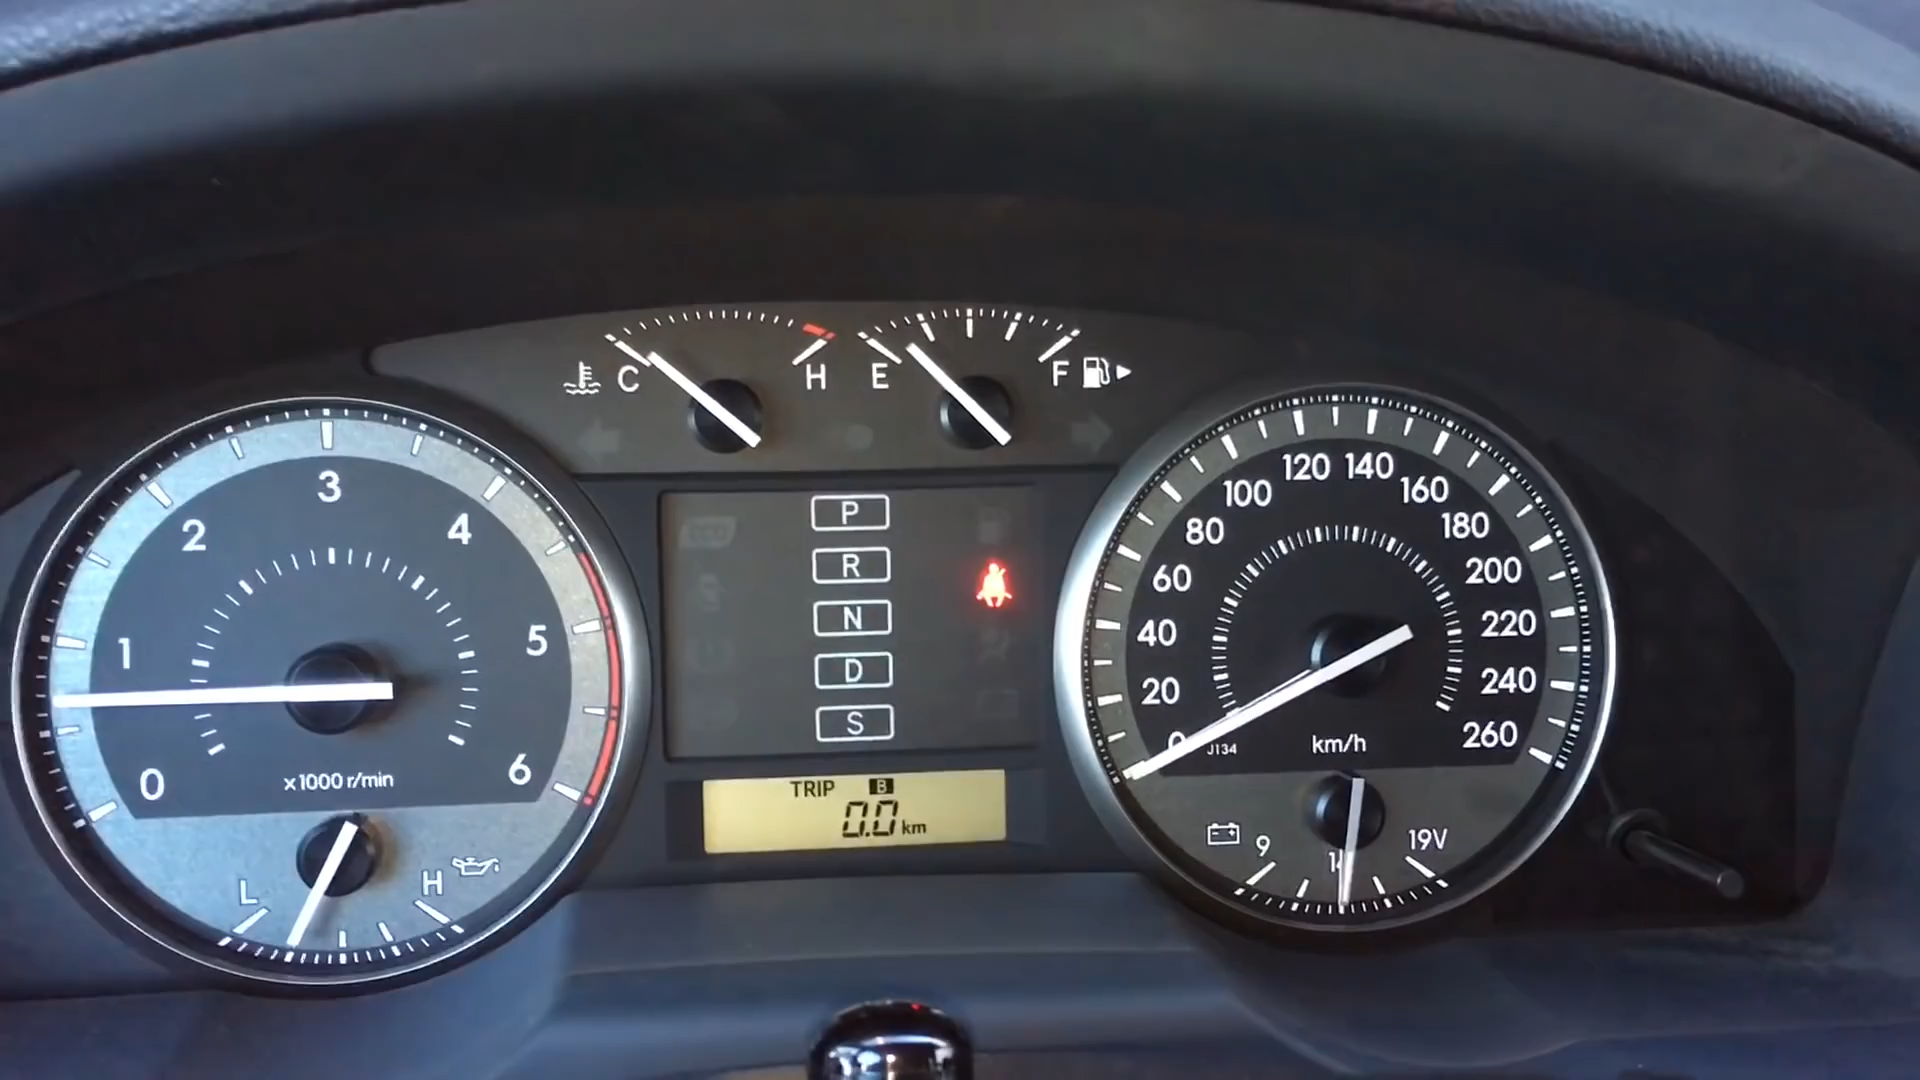 C H E F
0 1 2 3 4 5 6
x1000 r/min
L H
P
R
N
D
S
TRIP B
0.0 km
0 20 40 60 80 100 120 140 160 180 200 220 240 260
J134 km/h
9 19V